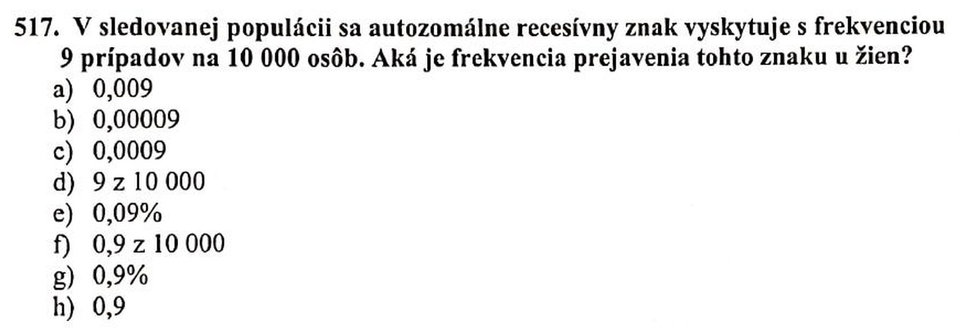 517. V sledovanej populácii sa autozomálne recesívny znak vyskytuje s frekvenciou
9 prípadov na 10 000 osôb. Aká je frekvencia prejavenia tohto znaku u žien?
a) 0,009
b) 0,00009
c) 0,0009
d) 9 z 10 000
e) 0,09%
f) 0,9 z 10 000
g) 0,9%
h) 0,9